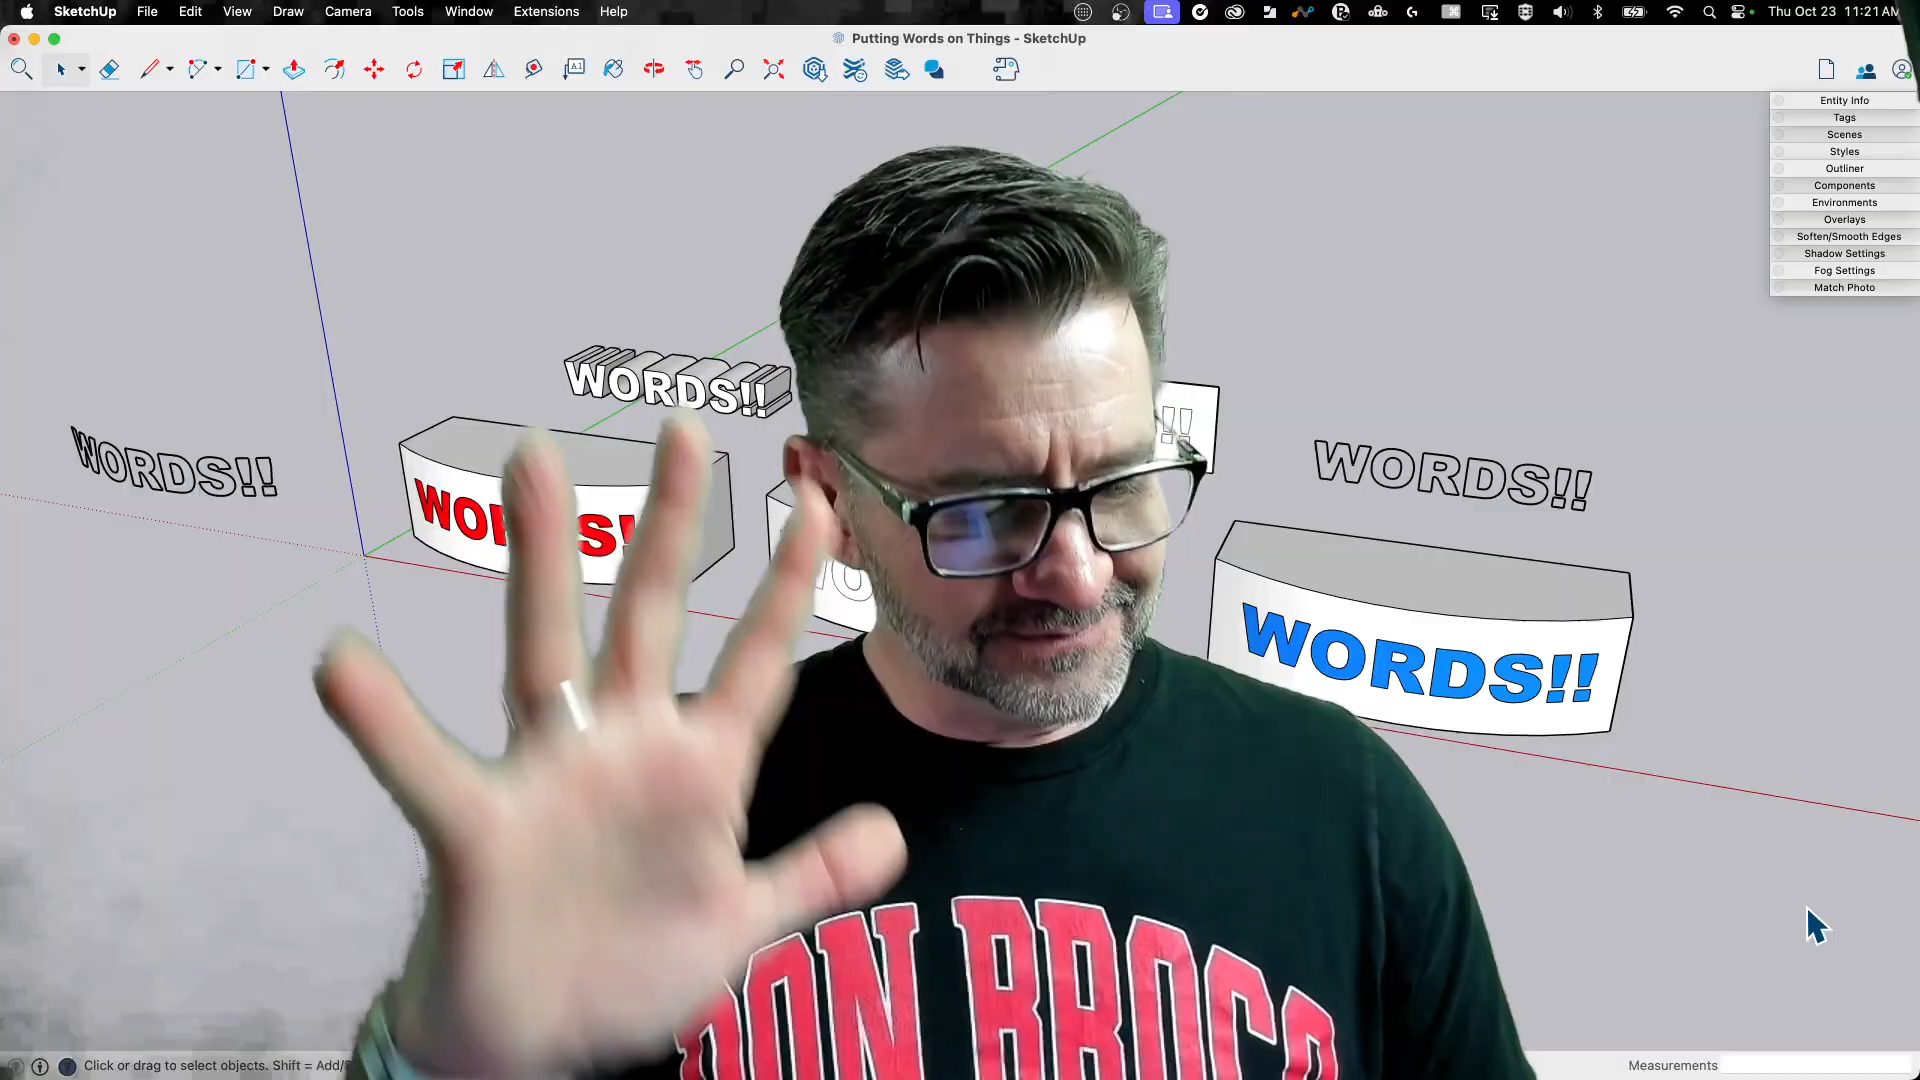 SketchUp File Edit View Draw Camera Tools Window Extensions Help
Thu Oct 23 11:21AM
Putting Words on Things - SketchUp
A1
Entity Info
Tags
Scenes
Styles
Outliner
Components
Environments
Overlays
Soften/Smooth Edges
Shadow Settings
Fog Settings
Match Photo
WORDS!!
WORDS!!
!!
WORDS!!
WORDS!!
Click or drag to select objects. Shift = Add/
Measurements